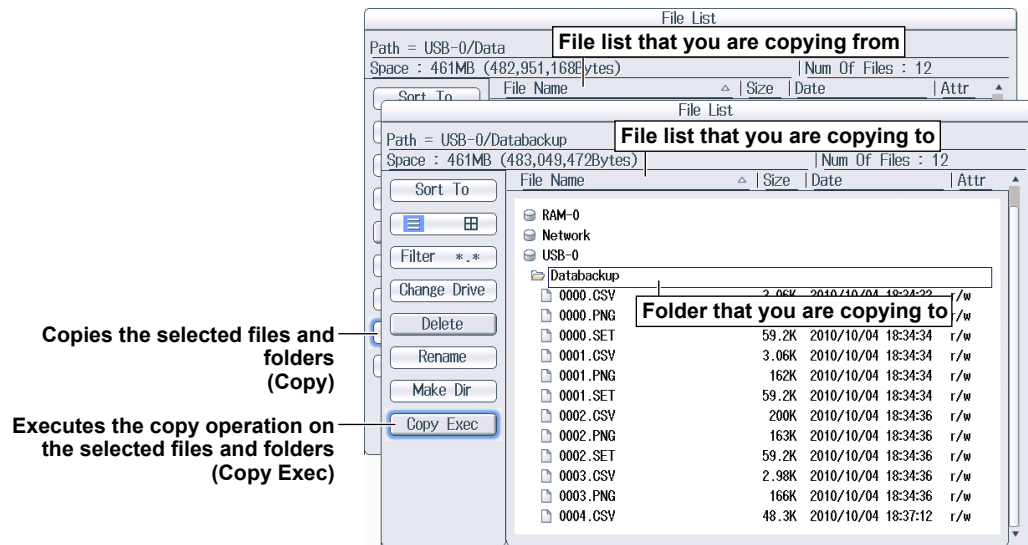 File List
Path = USB-0/Data
File list that you are copying from
Space : 461MB (482,951,168Bytes) Num Of Files : 12
Sort To File Name Size Date Attr
File List
Path = USB-0/Databackup
File list that you are copying to
Space : 461MB (483,049,472Bytes) Num Of Files : 12
File Name Size Date Attr
Sort To
RAM-0
Network
Filter *.*
USB-0
Databackup
Change Drive
0000.CSV 3.06K 2010/10/04 18:34:32 r/w
Folder that you are copying to
0000.PNG r/w
Delete
0000.SET 59.2K 2010/10/04 18:34:34 r/w
0001.CSV 3.06K 2010/10/04 18:34:34 r/w
Rename
0001.PNG 162K 2010/10/04 18:34:34 r/w
Make Dir
0001.SET 59.2K 2010/10/04 18:34:34 r/w
Copy Exec
0002.CSV 200K 2010/10/04 18:34:36 r/w
0002.PNG 163K 2010/10/04 18:34:36 r/w
0002.SET 59.2K 2010/10/04 18:34:36 r/w
0003.CSV 2.98K 2010/10/04 18:34:36 r/w
0003.PNG 166K 2010/10/04 18:34:36 r/w
0004.CSV 48.3K 2010/10/04 18:37:12 r/w
Copies the selected files and
folders
(Copy)
Executes the copy operation on
the selected files and folders
(Copy Exec)